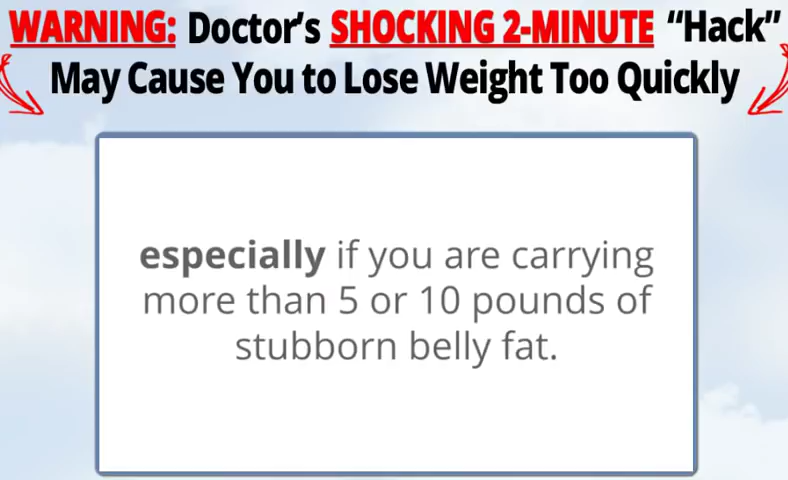 WARNING: Doctor's SHOCKING 2-MINUTE “Hack”
May Cause You to Lose Weight Too Quickly
especially if you are carrying
more than 5 or 10 pounds of
stubborn belly fat.